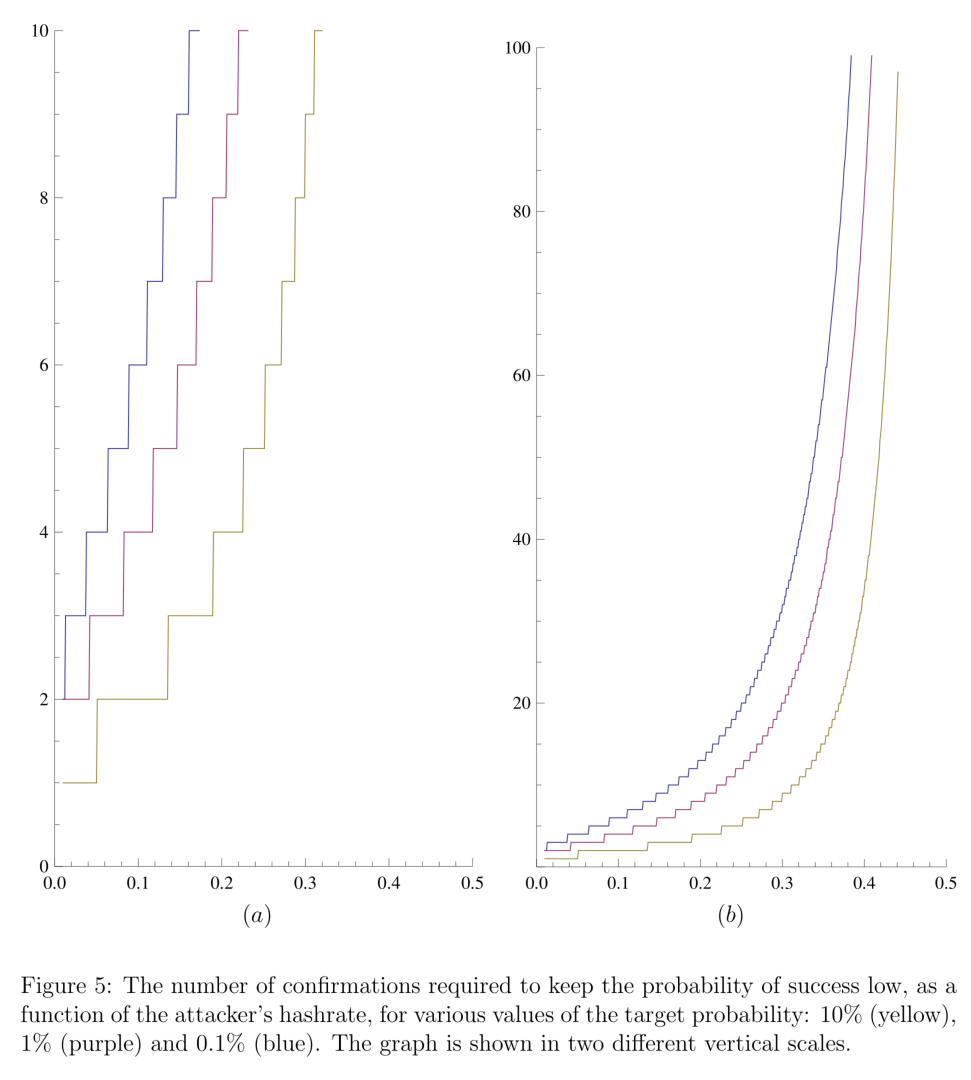 10
8
6
4
2
0
0.0 0.1 0.2 0.3 0.4 0.5
(a)
100
80
60
40
20
0.0 0.1 0.2 0.3 0.4 0.5
(b)
Figure 5: The number of confirmations required to keep the probability of success low, as a
function of the attacker's hashrate, for various values of the target probability: 10% (yellow),
1% (purple) and 0.1% (blue). The graph is shown in two different vertical scales.